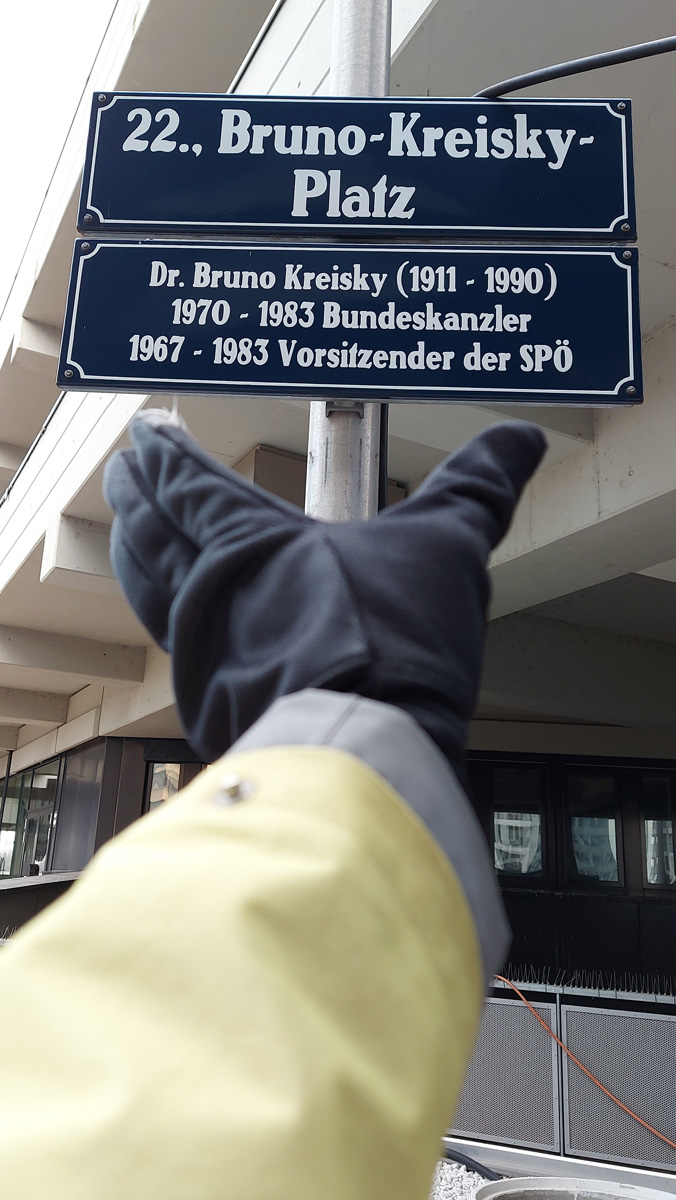 22., Bruno-Kreisky-
Platz
Dr. Bruno Kreisky (1911 - 1990)
1970 - 1983 Bundeskanzler
1967 - 1983 Vorsitzender der SPÖ